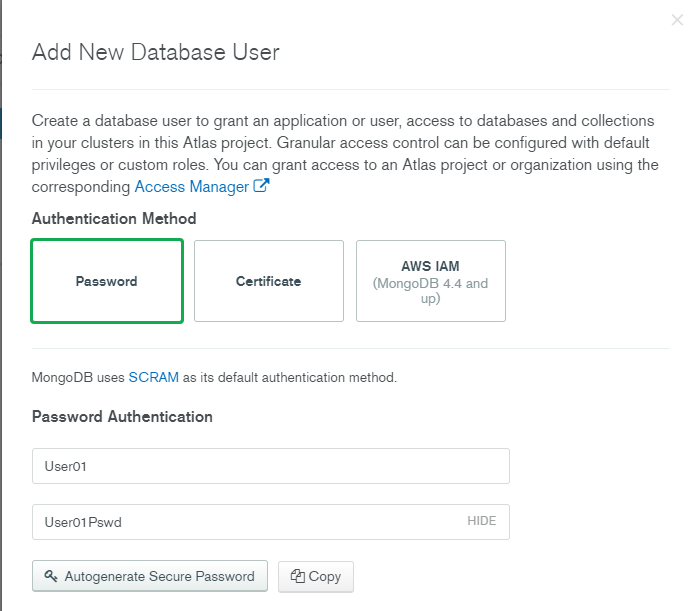 Add New Database User
Create a database user to grant an application or user, access to databases and collections
in your clusters in this Atlas project. Granular access control can be configured with default
privileges or custom roles. You can grant access to an Atlas project or organization using the
corresponding Access Manager
Authentication Method
Password
Certificate
AWS IAM
(MongoDB 4.4 and
up)
MongoDB uses SCRAM as its default authentication method.
Password Authentication
User01
User01Pswd
HIDE
Autogenerate Secure Password
Copy